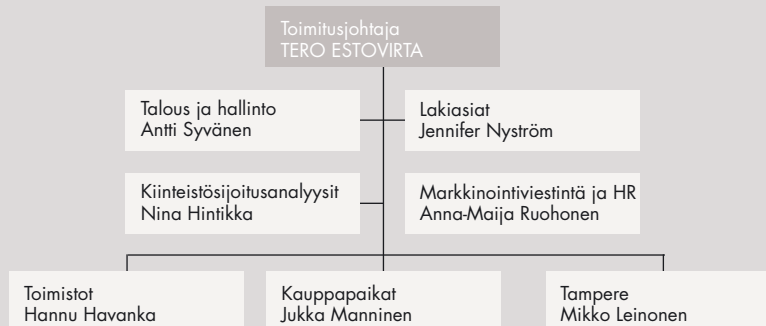 Toimitusjohtaja
TERO ESTOVIRTA
Talous ja hallinto
Antti Syvänen
Lakiasiat
Jennifer Nyström
Kiinteistösijoitusanalyysit
Nina Hintikka
Markkinointiviestintä ja HR
Anna-Maija Ruohonen
Toimistot
Hannu Havanka
Kauppapaikat
Jukka Manninen
Tampere
Mikko Leinonen